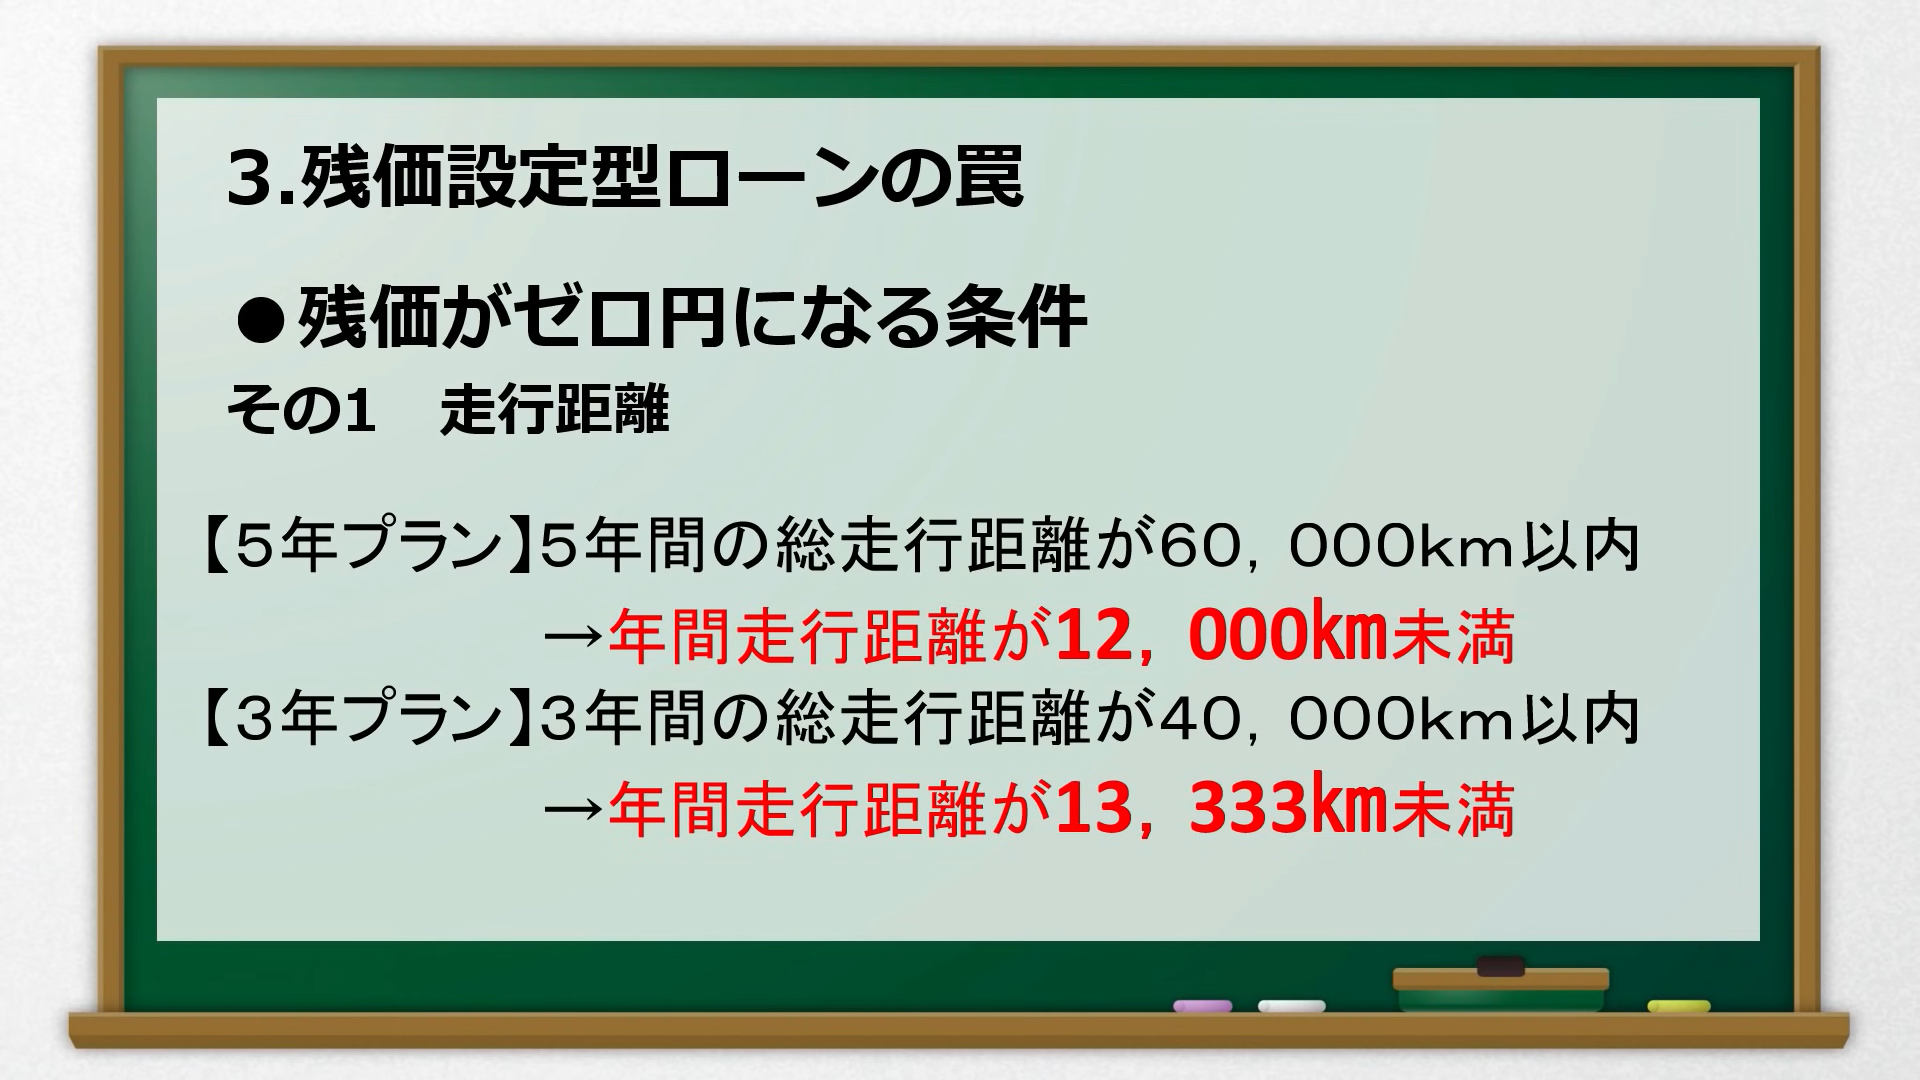 3.残価設定型ローンの罠
●残価がゼロ円になる条件
その1　走行距離
【５年プラン】５年間の総走行距離が６０，０００ｋｍ以内
→年間走行距離が12，000㎞未満
【３年プラン】３年間の総走行距離が４０，０００ｋｍ以内
→年間走行距離が13，333㎞未満